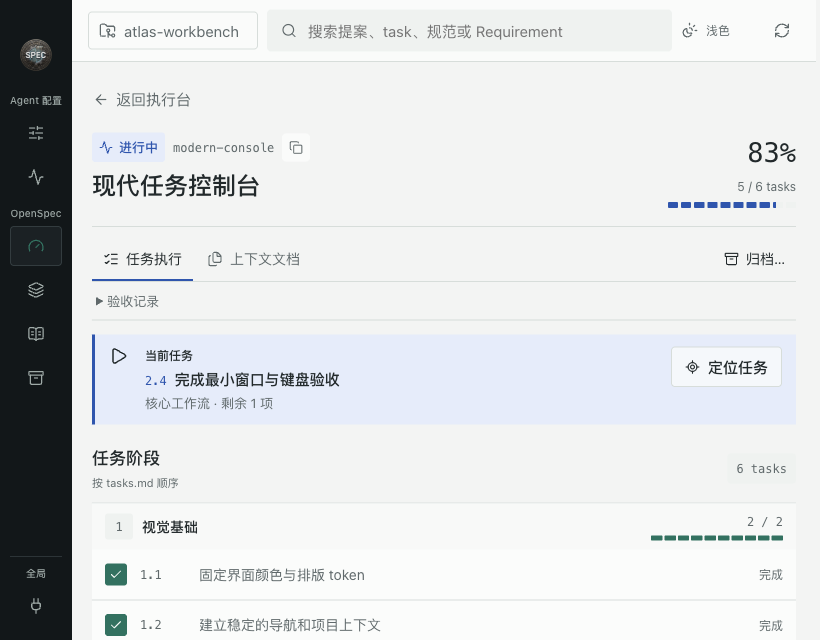 SPEC
Agent 配置
OpenSpec
全局
atlas-workbench
搜索提案、task、规范或 Requirement
浅色
返回执行台
进行中
modern-console
现代任务控制台
83%
5 / 6 tasks
任务执行
上下文文档
归档...
验收记录
当前任务
2.4 完成最小窗口与键盘验收
核心工作流 · 剩余 1 项
定位任务
任务阶段
按 tasks.md 顺序
6 tasks
1 视觉基础
2 / 2
1.1 固定界面颜色与排版 token 完成
1.2 建立稳定的导航和项目上下文 完成